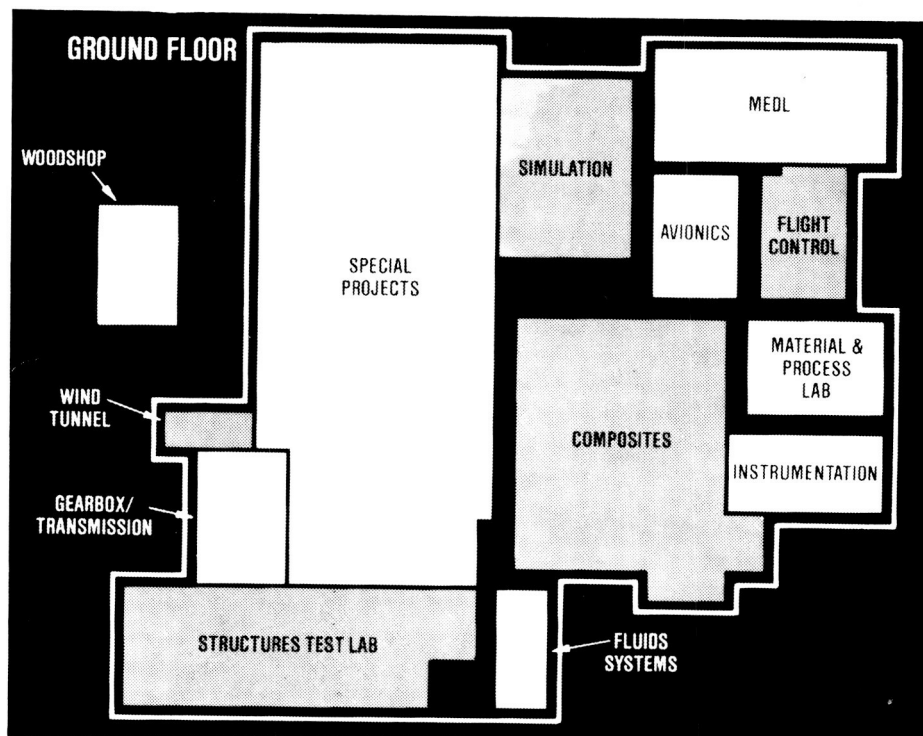 GROUND FLOOR
WOODSHOP
SIMULATION
MEDL
AVIONICS
FLIGHT
CONTROL
SPECIAL
PROJECTS
WIND
TUNNEL
MATERIAL &
PROCESS
LAB
COMPOSITES
INSTRUMENTATION
GEARBOX/
TRANSMISSION
STRUCTURES TEST LAB
FLUIDS
SYSTEMS